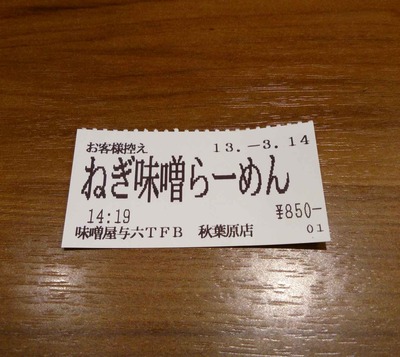 お客様控え 13.-3.14
ねぎ味噌らーめん
14:19 ¥850-
味噌屋与六TFB 秋葉原店 01